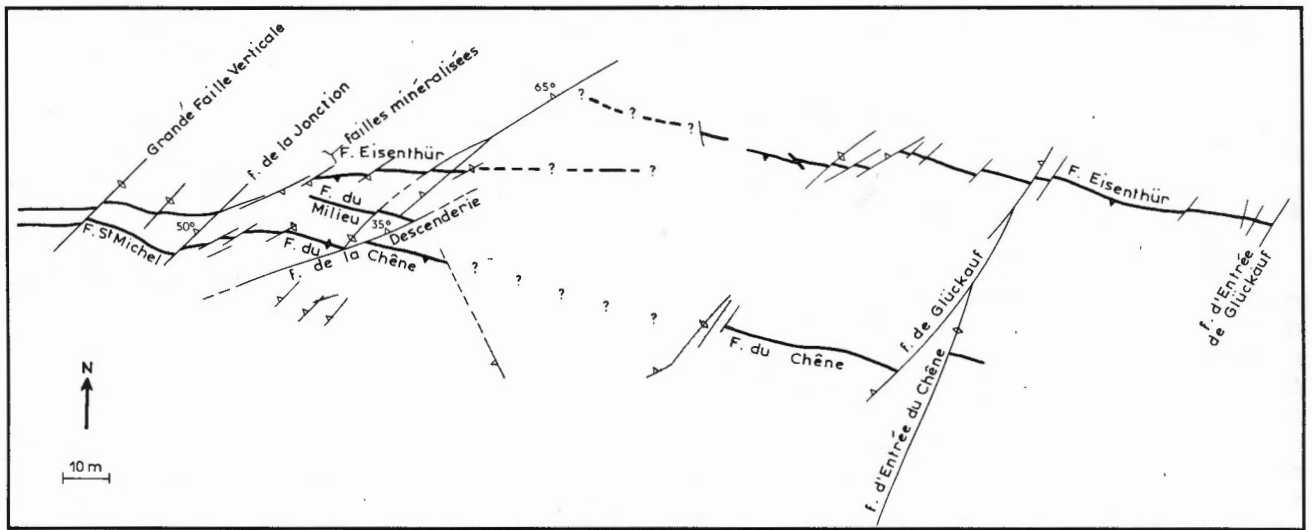 Grande Faille Verticale
f. de la Jonction
failles minéralisées
F. Eisenthür
65°
?
?
?
?
?
F. du
Milieu
35°
Descenderie
50°
F. St Michel
F. du
Chêne
f. de la
?
?
?
?
?
F. du Chêne
f. de Glückauf
f. d'Entrée du Chêne
F. Eisenthür
f. d'Entrée
de Glückauf
N
10 m